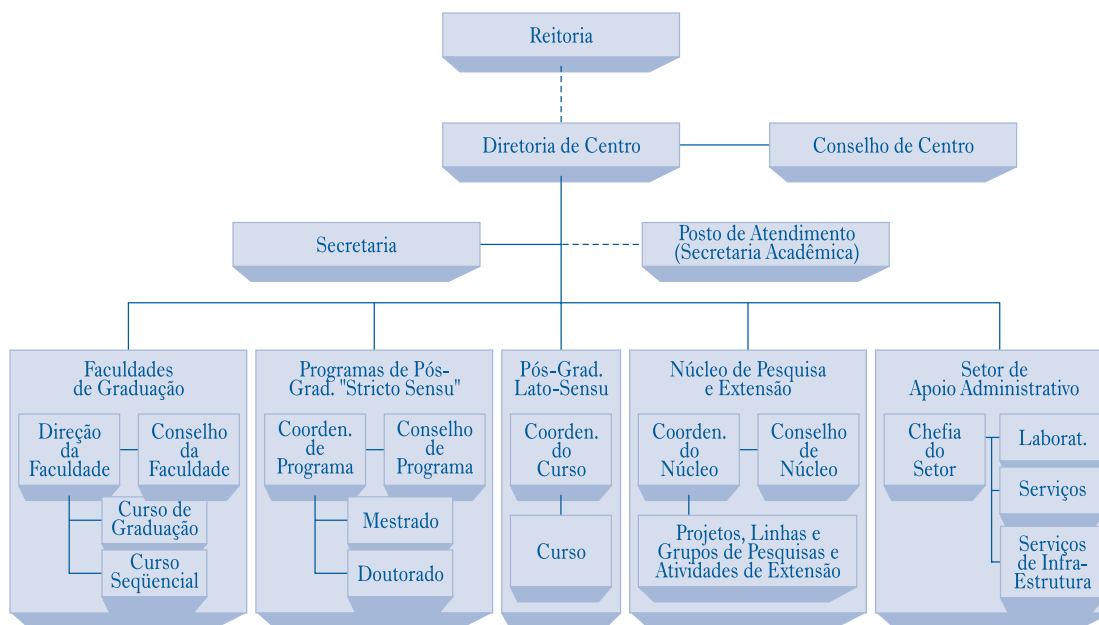 Reitoria
Diretoria de Centro
Conselho de Centro
Secretaria
Posto de Atendimento
(Secretaria Acadêmica)
Faculdades
de Graduação
Direção
da
Faculdade
Conselho
da
Faculdade
Curso de
Graduação
Curso
Seqüencial
Programas de Pós-
Grad. "Stricto Sensu"
Coorden.
de
Programa
Conselho
de
Programa
Mestrado
Doutorado
Pós-Grad.
Lato-Sensu
Coorden.
do
Curso
Curso
Núcleo de Pesquisa
e Extensão
Coorden.
do
Núcleo
Conselho
de
Núcleo
Projetos, Linhas e
Grupos de Pesquisas e
Atividades de Extensão
Setor de
Apoio Administrativo
Chefia
do
Setor
Laborat.
Serviços
Serviços
de Infra-
Estrutura